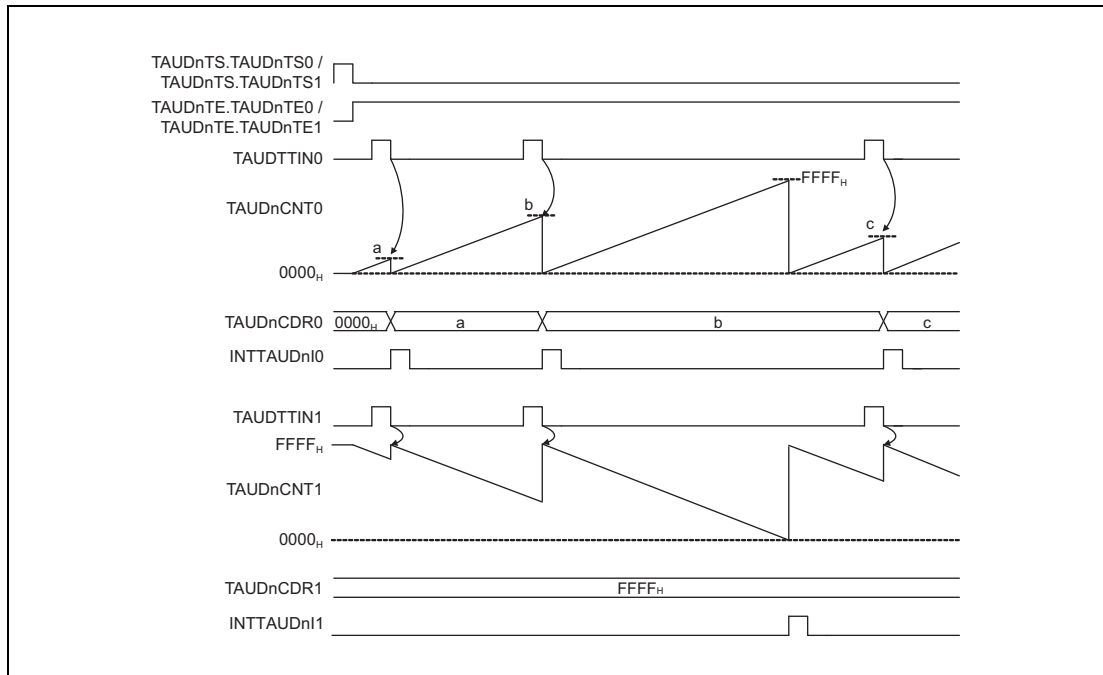 TAUDnTS.TAUDnTS0 /
TAUDnTS.TAUDnTS1
TAUDnTE.TAUDnTE0 /
TAUDnTE.TAUDnTE1
TAUDTTIN0
FFFFH
TAUDnCNT0
a
b
c
0000H
TAUDnCDR0
0000H a b c
INTTAUDnI0
TAUDTTIN1
FFFFH
TAUDnCNT1
0000H
TAUDnCDR1
FFFFH
INTTAUDnI1